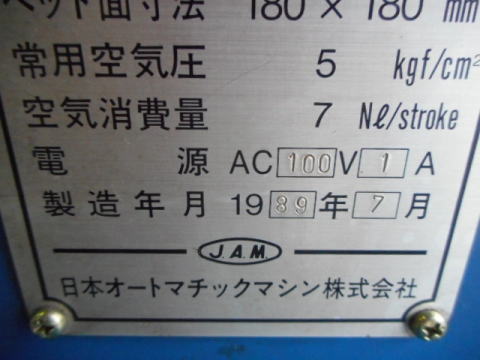 ベッド面寸法 180 × 180 mm
常用空気圧 5 kgf/cm²
空気消費量 7 Nℓ/stroke
電源 AC 100 V 1 A
製造年月 1989年7月
J.A.M.
日本オートマチックマシン株式会社